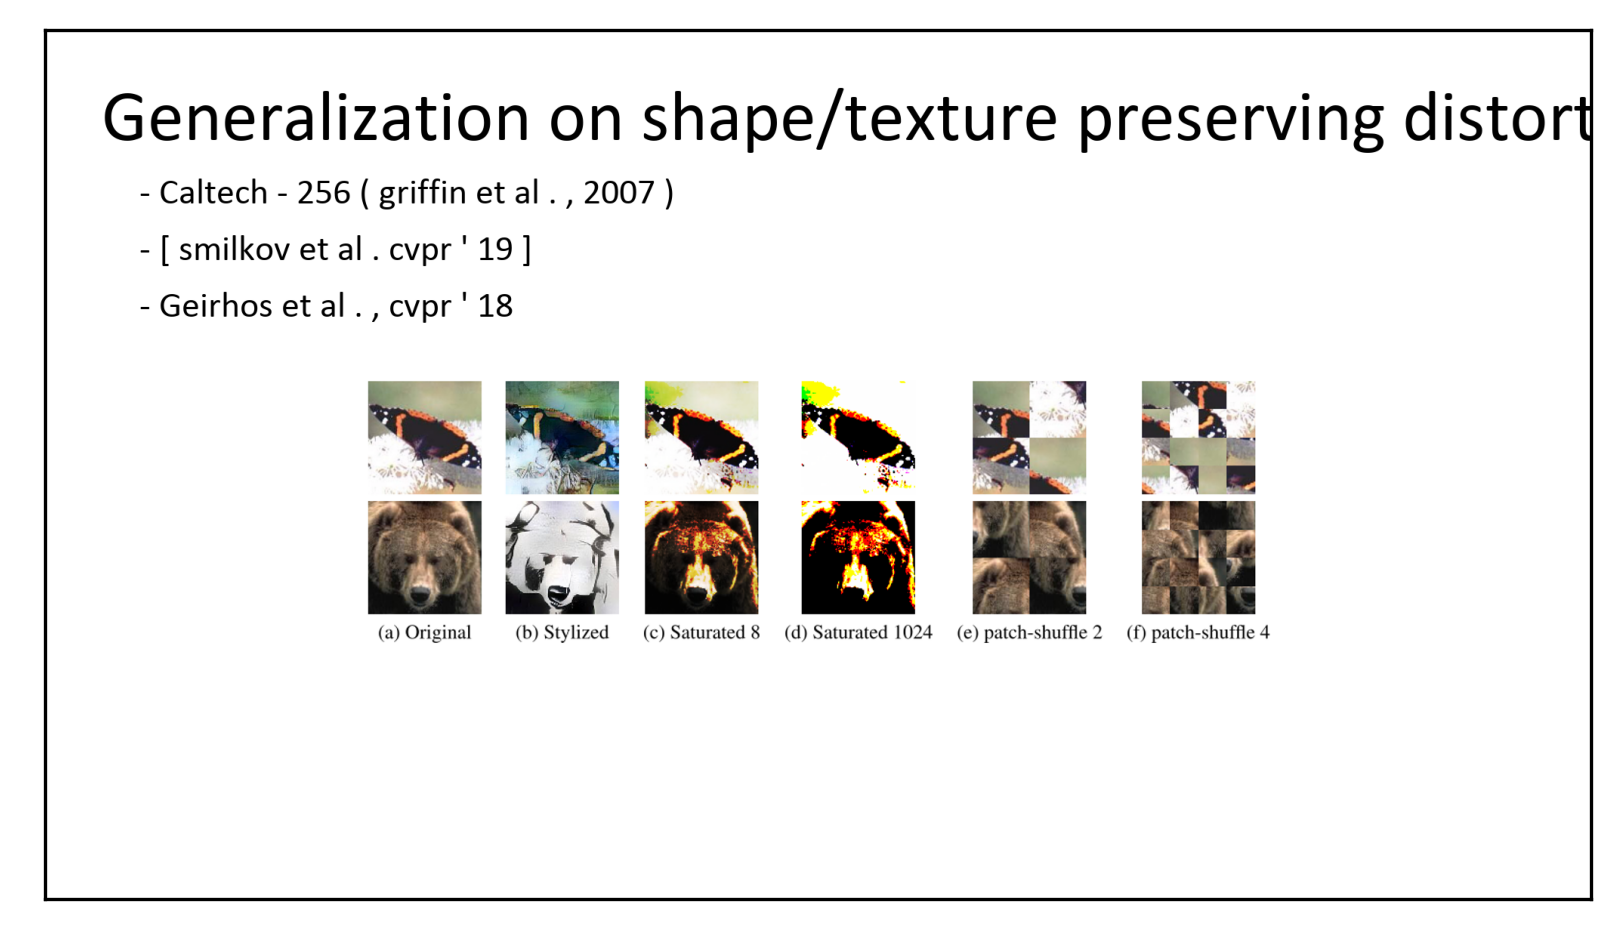 Generalization on shape/texture preserving distort
- Caltech - 256 ( griffin et al . , 2007 )
- [ smilkov et al . cvpr ' 19 ]
- Geirhos et al . , cvpr ' 18
(a) Original (b) Stylized (c) Saturated 8 (d) Saturated 1024 (e) patch-shuffle 2 (f) patch-shuffle 4